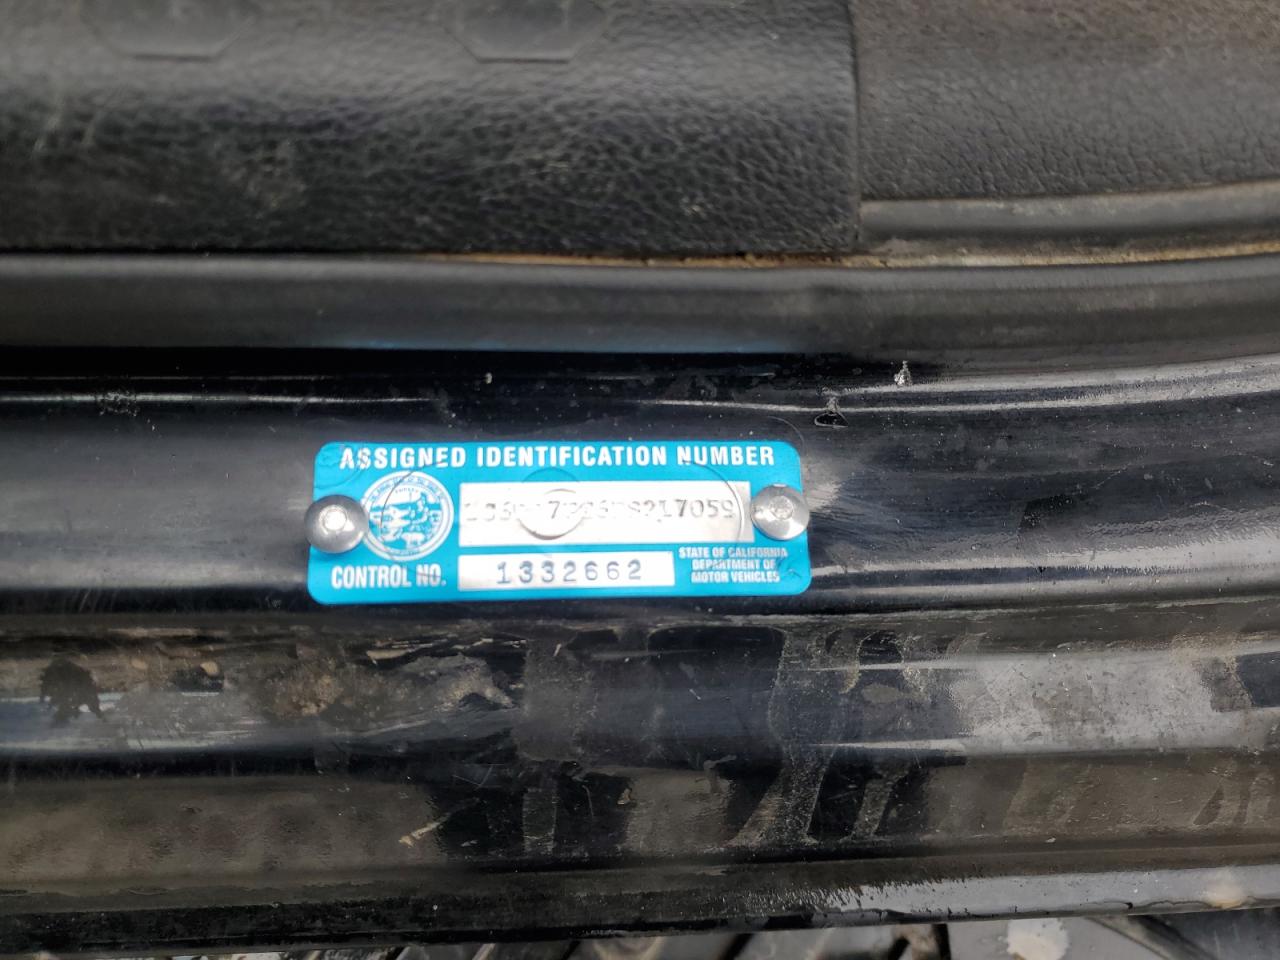 ASSIGNED IDENTIFICATION NUMBER
CONTROL NO.
1332662
STATE OF CALIFORNIA
DEPARTMENT OF
MOTOR VEHICLES